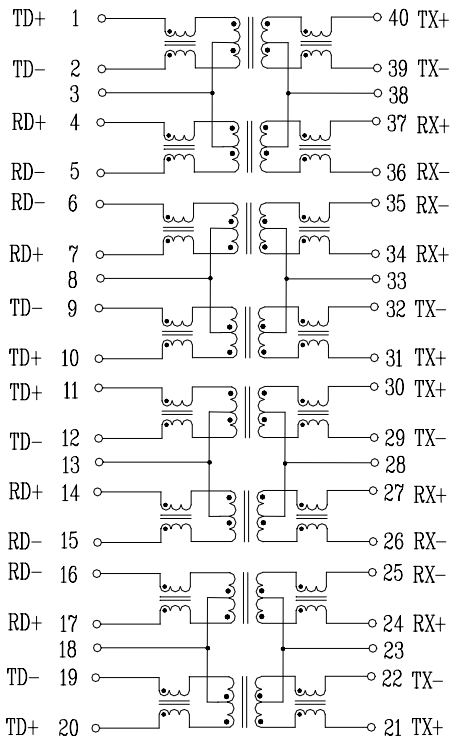 TD+ 1 40 TX+
TD- 2 39 TX-
3 38
RD+ 4 37 RX+
RD- 5 36 RX-
RD- 6 35 RX-
RD+ 7 34 RX+
8 33
TD- 9 32 TX-
TD+ 10 31 TX+
TD+ 11 30 TX+
TD- 12 29 TX-
13 28
RD+ 14 27 RX+
RD- 15 26 RX-
RD- 16 25 RX-
RD+ 17 24 RX+
18 23
TD- 19 22 TX-
TD+ 20 21 TX+